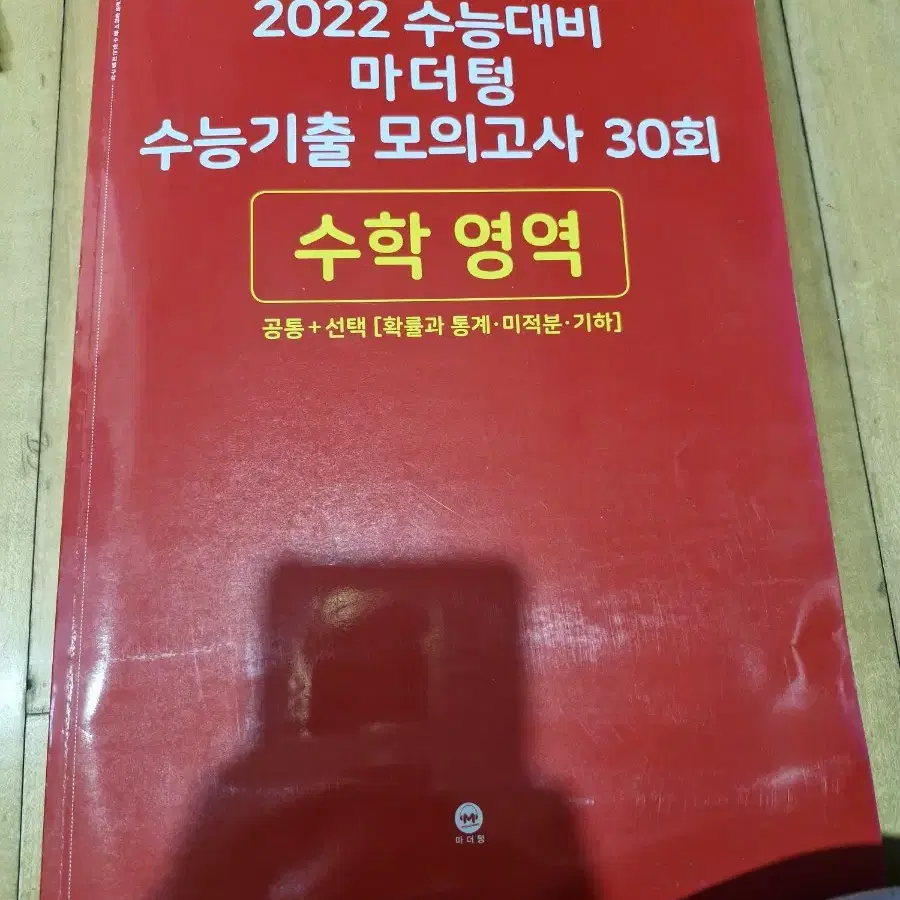 2022 수능대비
마더텅
수능기출 모의고사 30회
수학 영역
공통+선택 [확률과 통계·미적분·기하]
마더텅